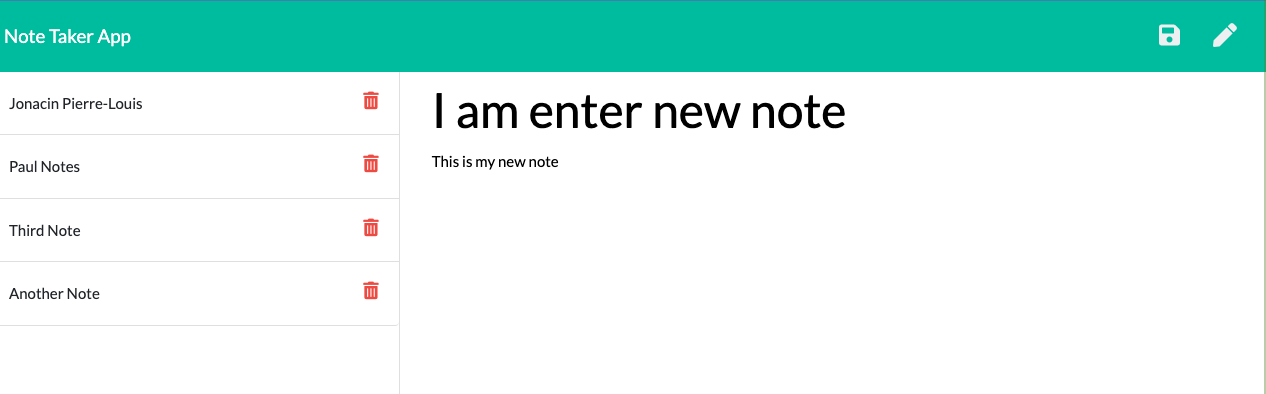 Note Taker App
Jonacin Pierre-Louis
Paul Notes
Third Note
Another Note
I am enter new note
This is my new note